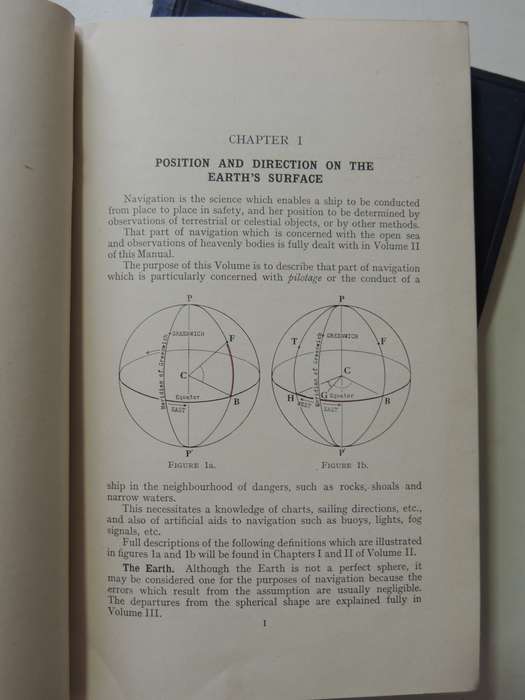 CHAPTER I
POSITION AND DIRECTION ON THE
EARTH'S SURFACE
Navigation is the science which enables a ship to be conducted
from place to place in safety, and her position to be determined by
observations of terrestrial or celestial objects, or by other methods.
That part of navigation which is concerned with the open sea
and observations of heavenly bodies is fully dealt with in Volume II
of this Manual.
The purpose of this Volume is to describe that part of navigation
which is particularly concerned with pilotage or the conduct of a
P
GREENWICH
F
Meridian of Greenwich
C
Equator
B
EAST
P'
FIGURE 1a.
P
GREENWICH
T
F
Meridian of Greenwich
C
H
G
Equator
B
WEST
EAST
P'
FIGURE 1b.
ship in the neighbourhood of dangers, such as rocks, shoals and
narrow waters.
This necessitates a knowledge of charts, sailing directions, etc.,
and also of artificial aids to navigation such as buoys, lights, fog
signals, etc.
Full descriptions of the following definitions which are illustrated
in figures 1a and 1b will be found in Chapters I and II of Volume II.
The Earth. Although the Earth is not a perfect sphere, it
may be considered one for the purposes of navigation because the
errors which result from the assumption are usually negligible.
The departures from the spherical shape are explained fully in
Volume III.
I